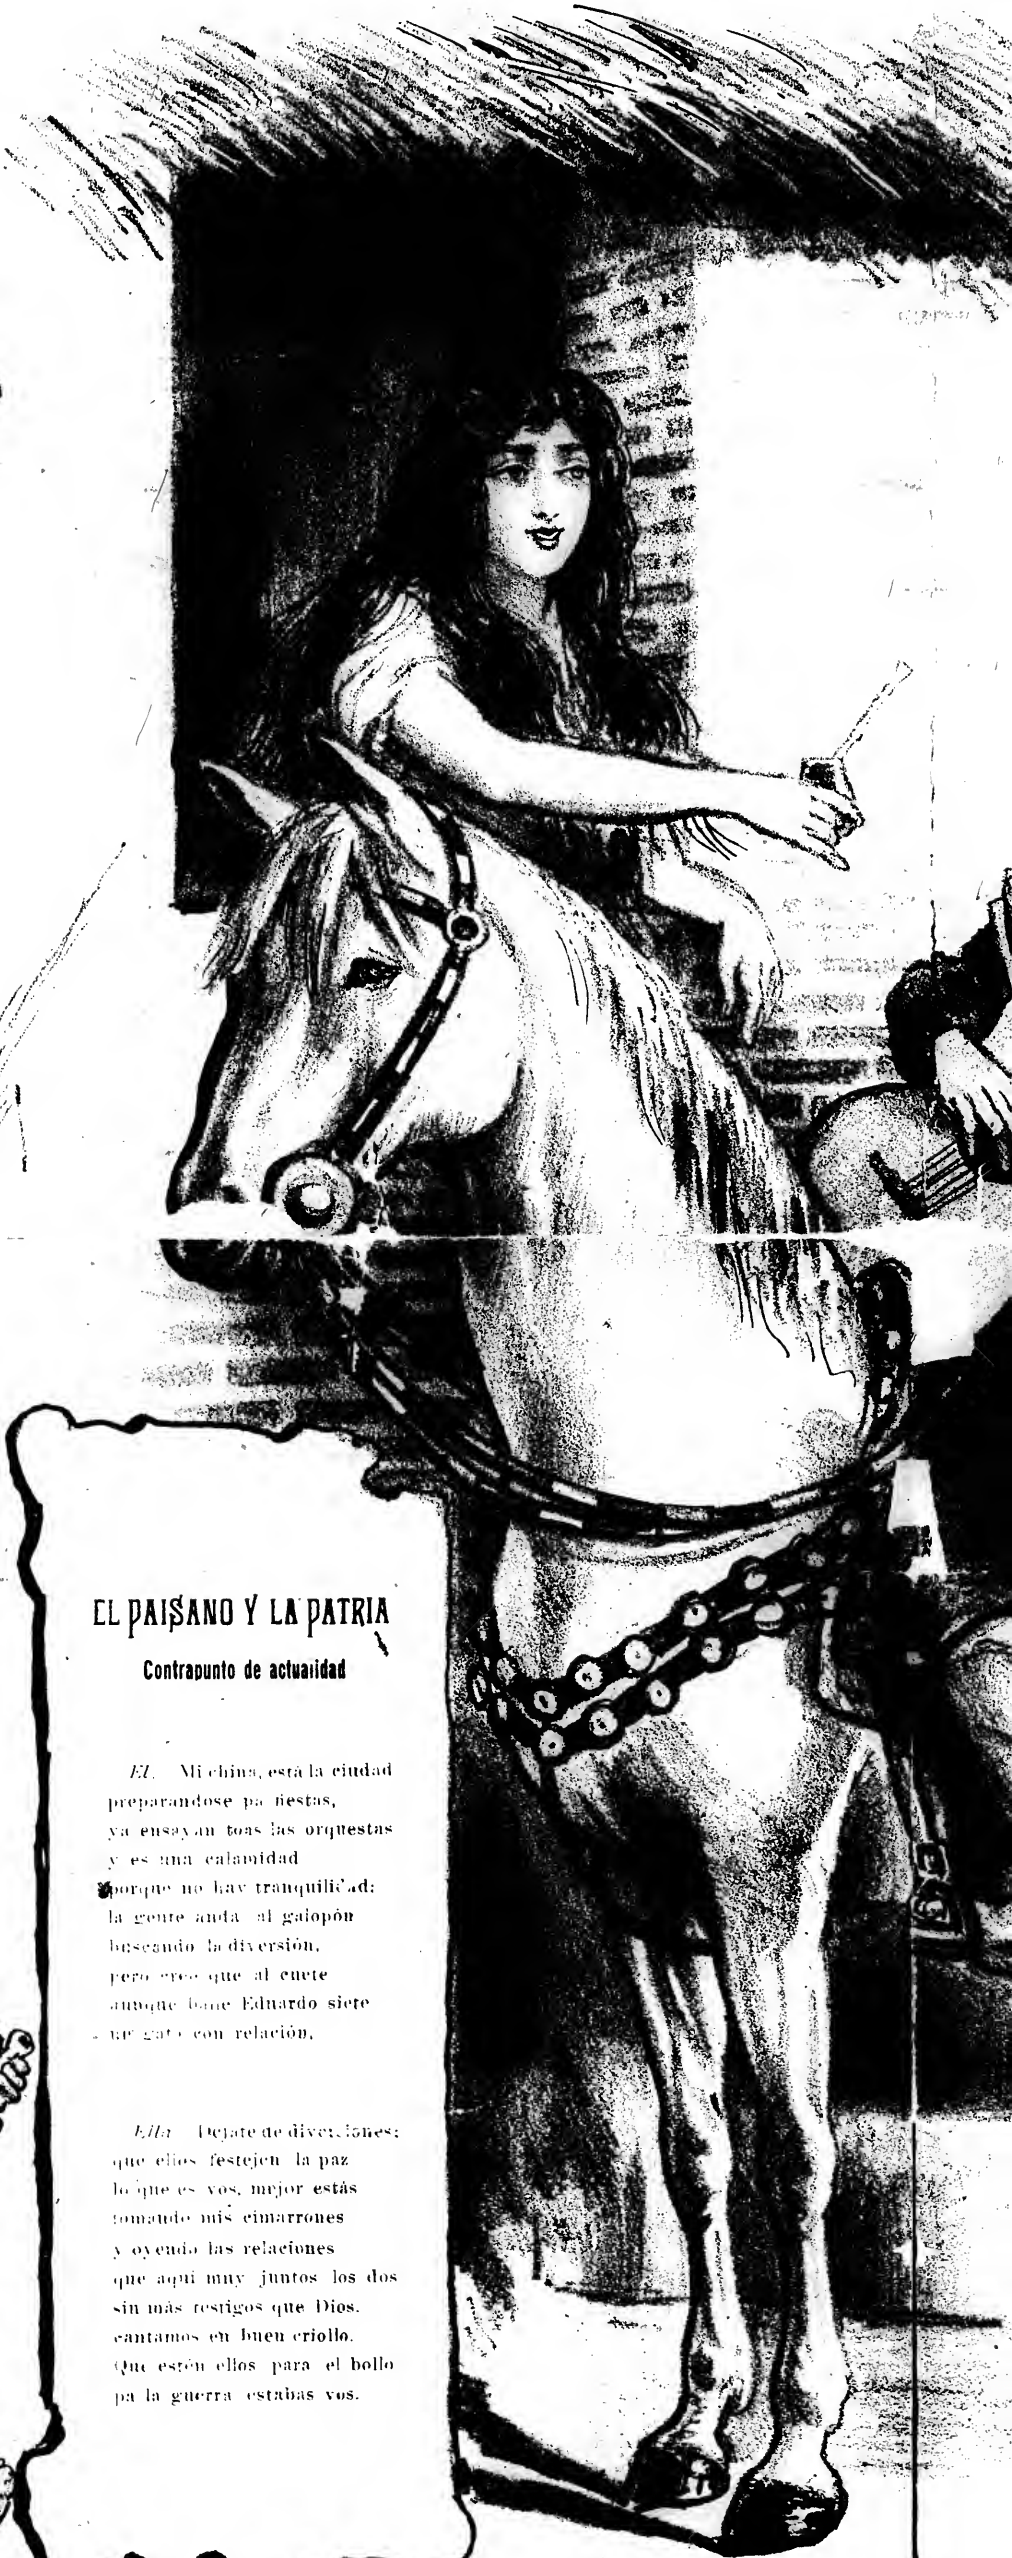 EL PAISANO Y LA PATRIA
Contrapunto de actualidad
El. Mi china, está la ciudad
preparandose pa fiestas,
ya ensayan toas las orquestas
y es una calamidad
porque no hay tranquilidad:
la gente anda al galopón
buscando la diversión,
pero creo que al cuete
aunque baile Eduardo siete
un gato con relación.
Ella Dejate de diversiones:
que ellos festejen la paz
lo que es vos, mejor estás
tomando mis cimarrones
y oyendo las relaciones
que aquí muy juntos los dos
sin más testigos que Dios.
cantamos en buen criollo.
Que estén ellos para el bollo
pa la guerra estabas vos.